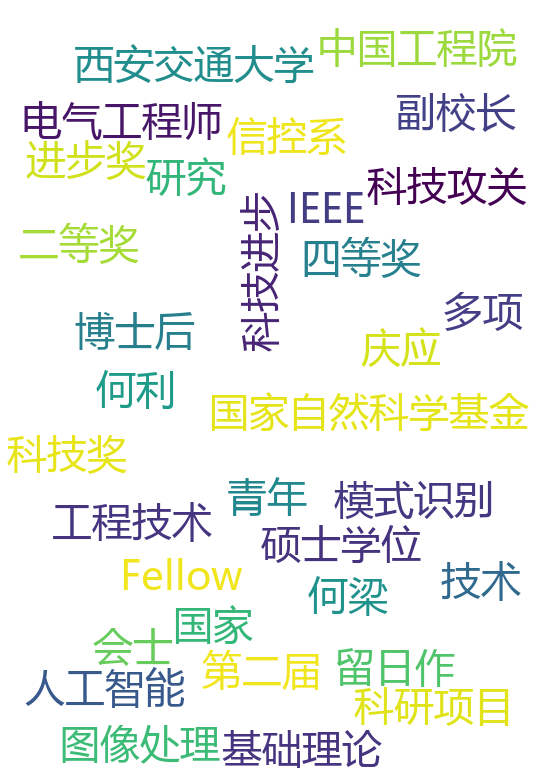 中国工程院
西安交通大学
副校长
电气工程师
信控系
进步奖
研究
科技攻关
IEEE
科技进步
二等奖
四等奖
多项
博士后
庆应
何利
国家自然科学基金
科技奖
青年
模式识别
工程技术
硕士学位
Fellow
何梁
技术
国家
会士
第二届
留日作
人工智能
科研项目
图像处理
基础理论